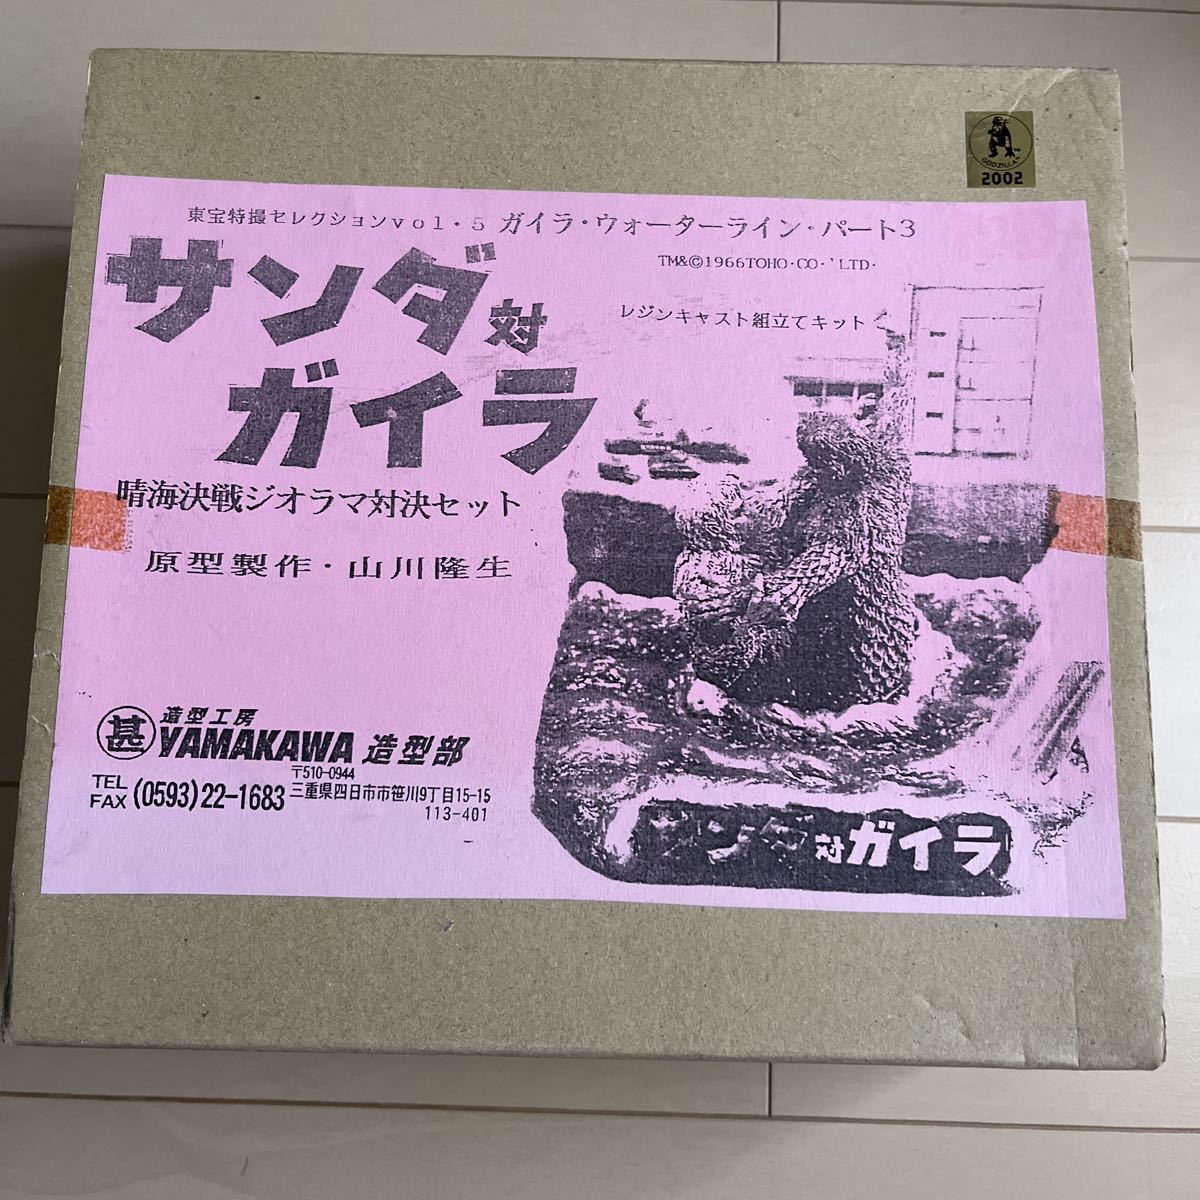 GODZILLA™
2002
東宝特撮セレクションvol・5 ガイラ・ウォーターライン・パート3
TM&©1966TOHO・CO・'LTD・
サンダ対
ガイラ
レジンキャスト組立てキット
晴海決戦ジオラマ対決セット
原型製作・山川隆生
甚 造型工房
YAMAKAWA 造型部
〒510-0944
TEL
FAX (0593)22-1683 三重県四日市市笹川9丁目15-15
113-401
サンダ対ガイラ